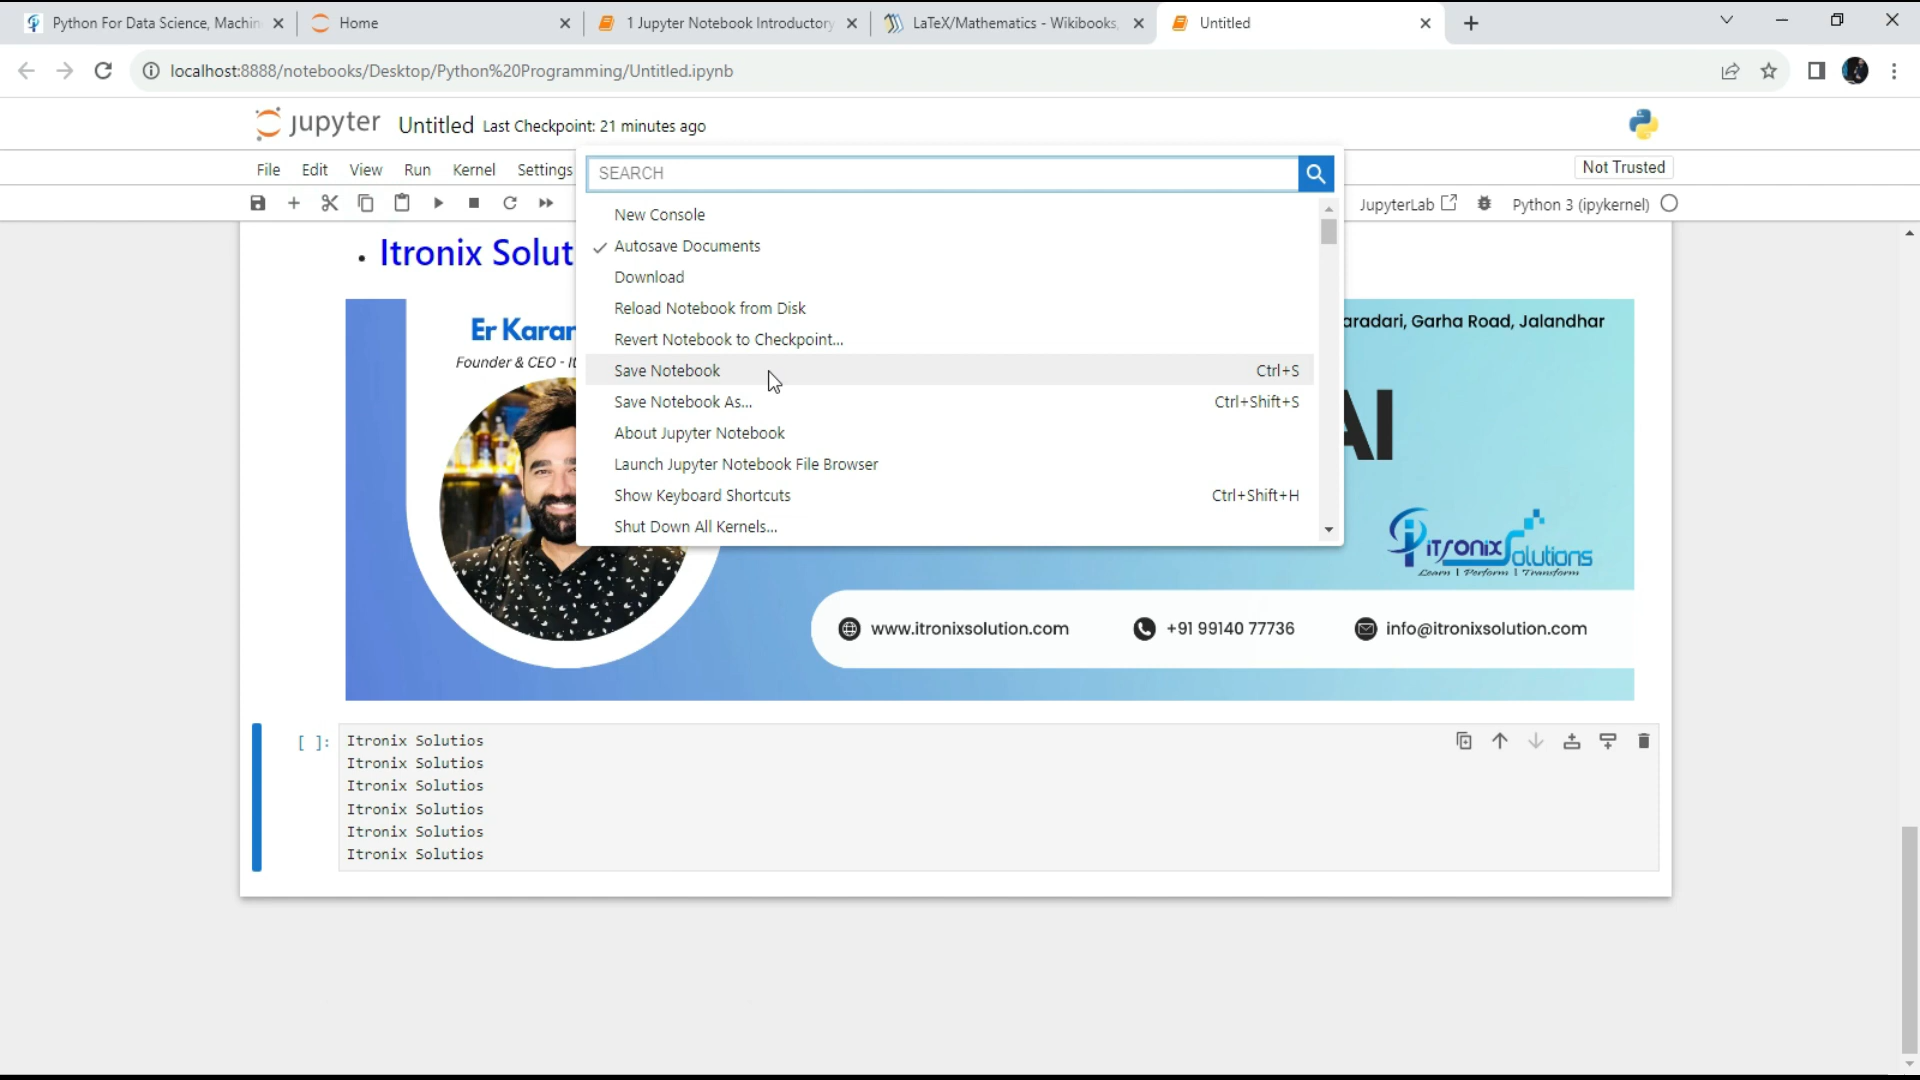 Python For Data Science, Machin
Home
1 Jupyter Notebook Introductory
LaTeX/Mathematics - Wikibooks,
Untitled
localhost:8888/notebooks/Desktop/Python%20Programming/Untitled.ipynb
jupyter Untitled Last Checkpoint: 21 minutes ago
File Edit View Run Kernel Settings
Not Trusted
JupyterLab
Python 3 (ipykernel)
SEARCH
New Console
Autosave Documents
Download
Reload Notebook from Disk
Revert Notebook to Checkpoint...
Save Notebook Ctrl+S
Save Notebook As... Ctrl+Shift+S
About Jupyter Notebook
Launch Jupyter Notebook File Browser
Show Keyboard Shortcuts Ctrl+Shift+H
Shut Down All Kernels...
• Itronix Solut
Er Karan
Founder & CEO - It
aradari, Garha Road, Jalandhar
AI
iTronix Solutions
Learn | Perform | Transform
www.itronixsolution.com
+91 99140 77736
info@itronixsolution.com
[ ]:
Itronix Solutios
Itronix Solutios
Itronix Solutios
Itronix Solutios
Itronix Solutios
Itronix Solutios